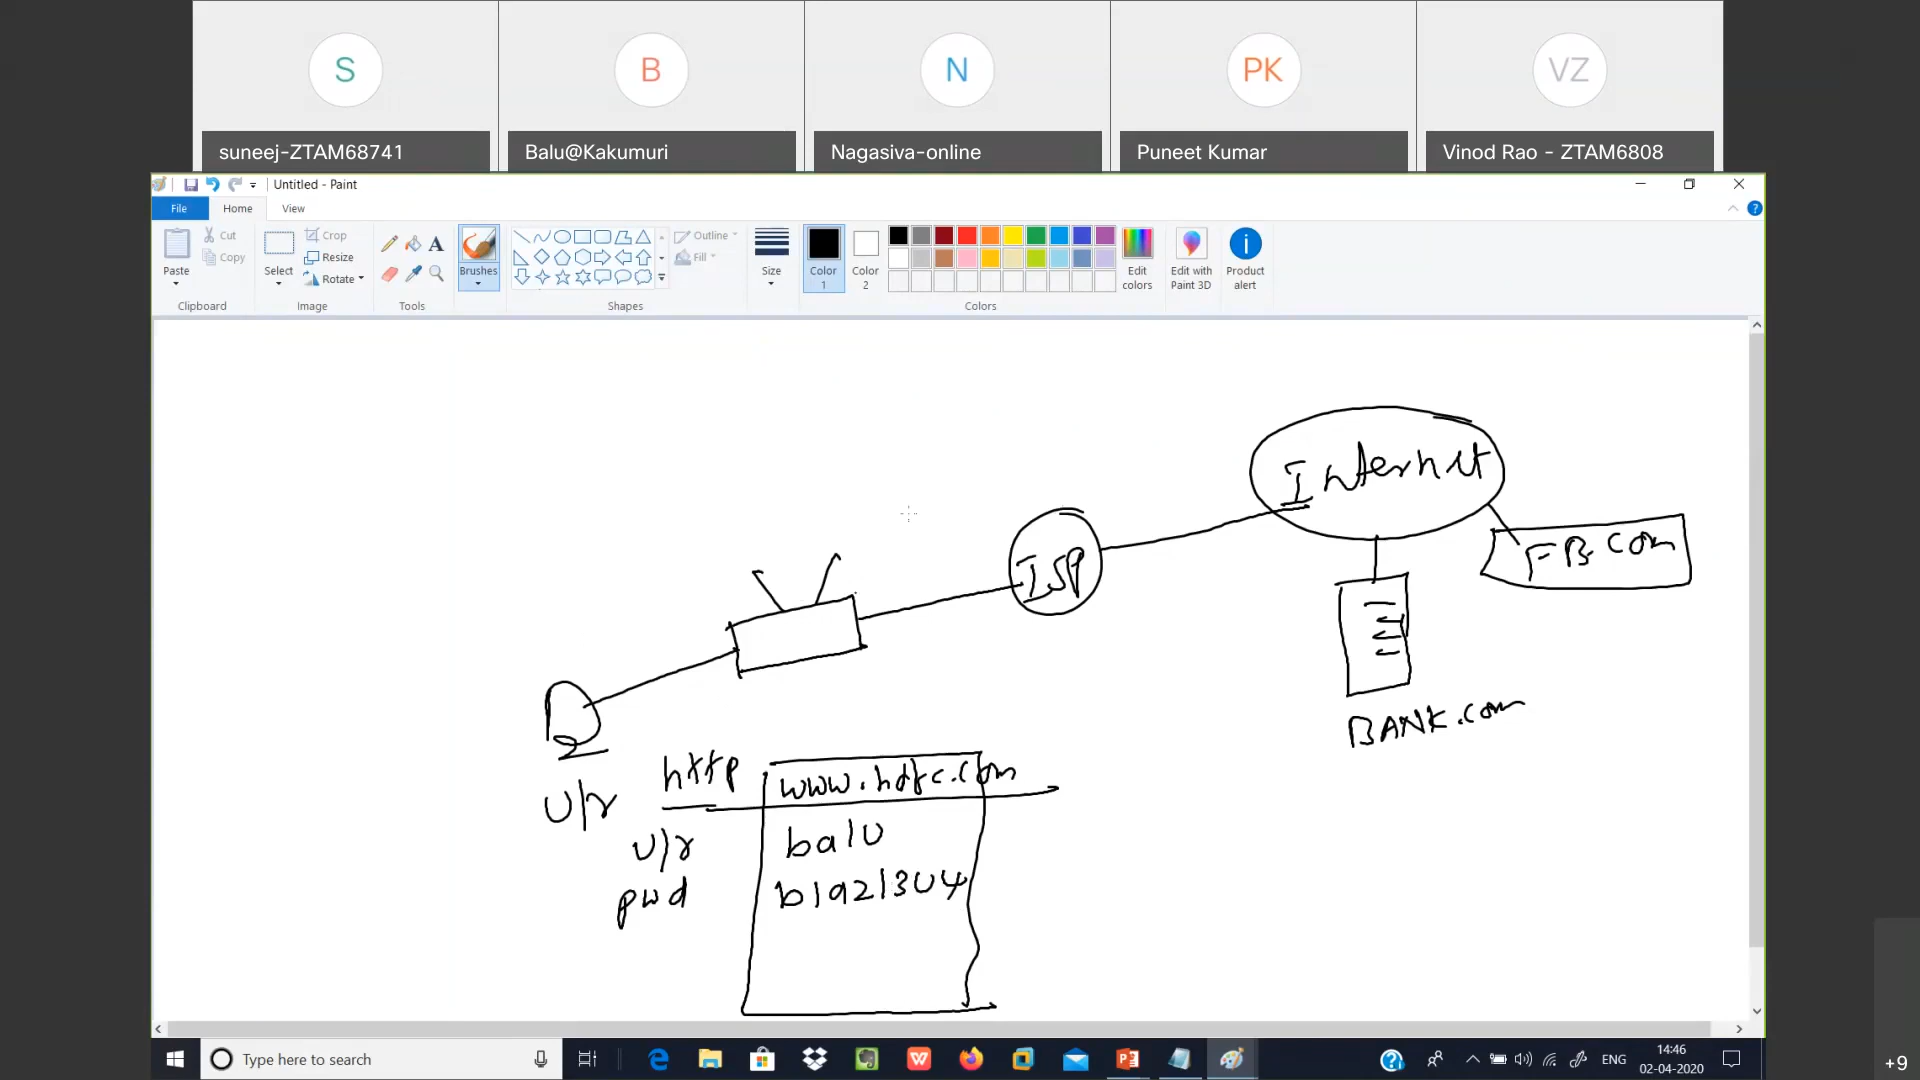 S
B
N
PK
VZ
suneej-ZTAM68741
Balu@Kakumuri
Nagasiva-online
Puneet Kumar
Vinod Rao - ZTAM6808
Untitled - Paint
File
Home
View
Paste
Cut
Copy
Clipboard
Select
Crop
Resize
Rotate
Image
Tools
A
Brushes
Shapes
Outline
Fill
Size
Color 1
Color 2
Edit colors
Colors
Edit with Paint 3D
Product alert
Internet
FB.com
ISP
BANK.com
U/r
http www.hdfc.com
U/r balu
pwd b1a213U4
Type here to search
ENG
14:46
02-04-2020
+9